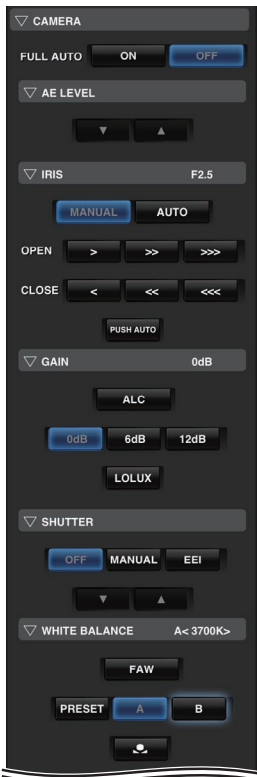 CAMERA
FULL AUTO ON OFF
AE LEVEL
▼ ▲
IRIS F2.5
MANUAL AUTO
OPEN > >> >>>
CLOSE < << <<<
PUSH AUTO
GAIN 0dB
ALC
0dB 6dB 12dB
LOLUX
SHUTTER
OFF MANUAL EEI
▼ ▲
WHITE BALANCE A< 3700K>
FAW
PRESET A B